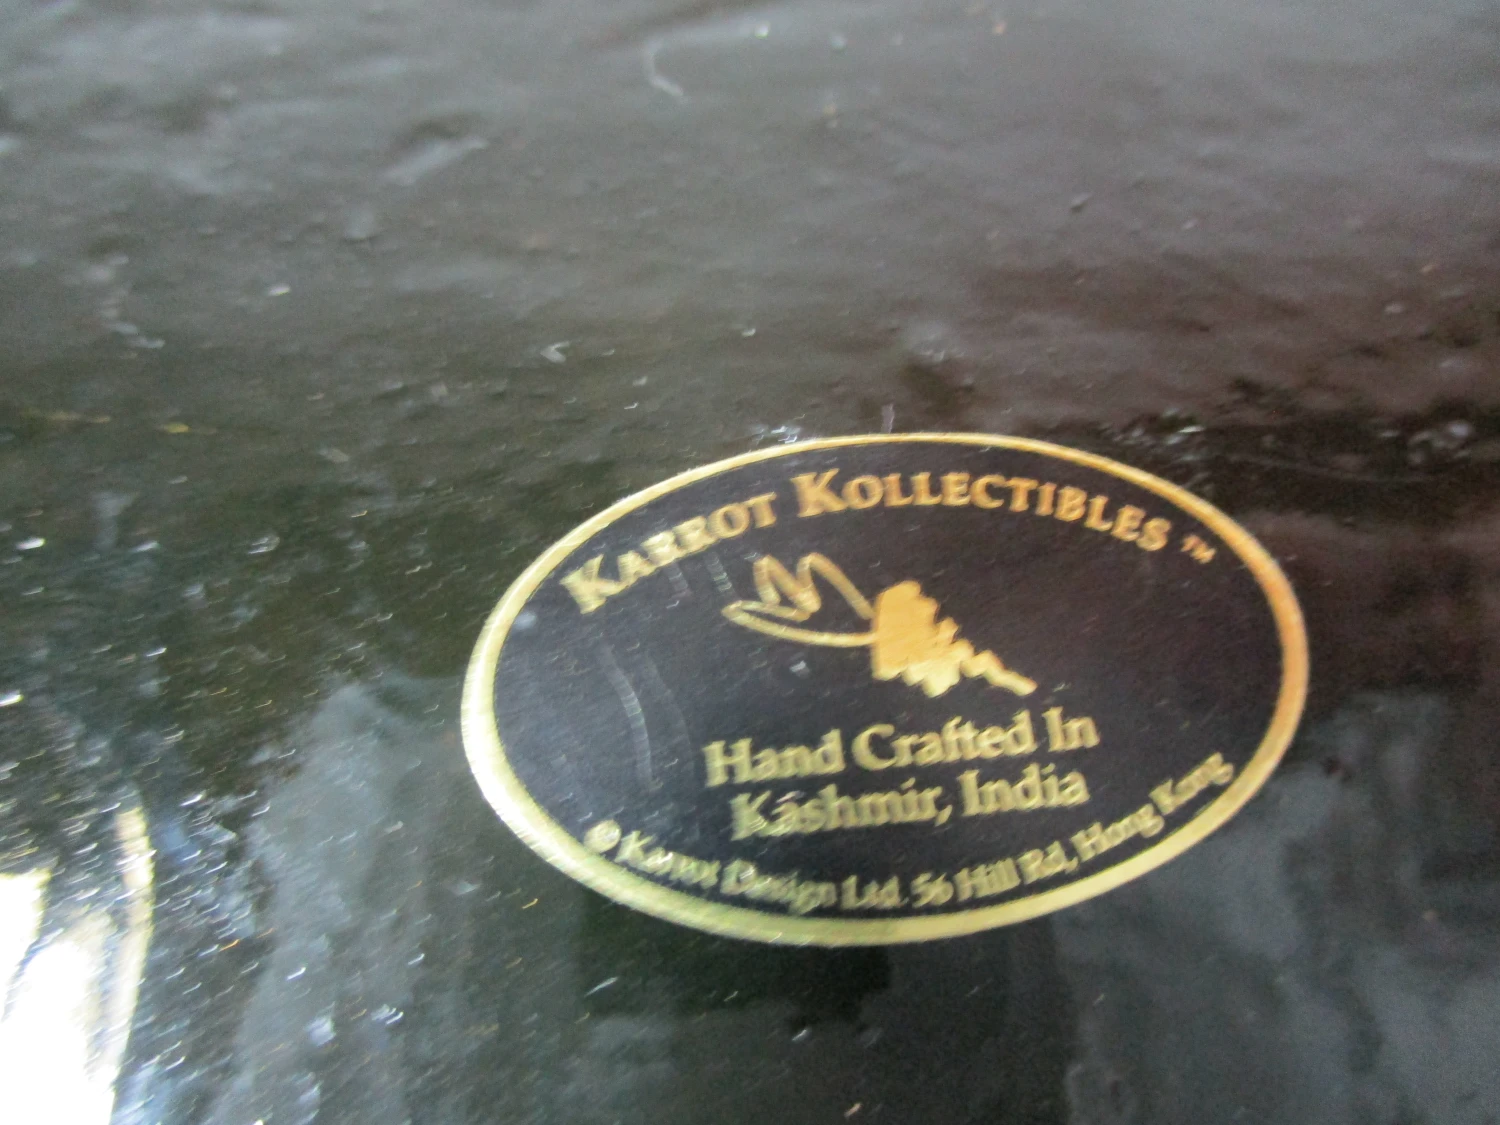 KARROT KOLLECTIBLES ™
Hand Crafted In
Kashmir, India
© Karrot Design Ltd. 56 Hill Rd, Hong Kong